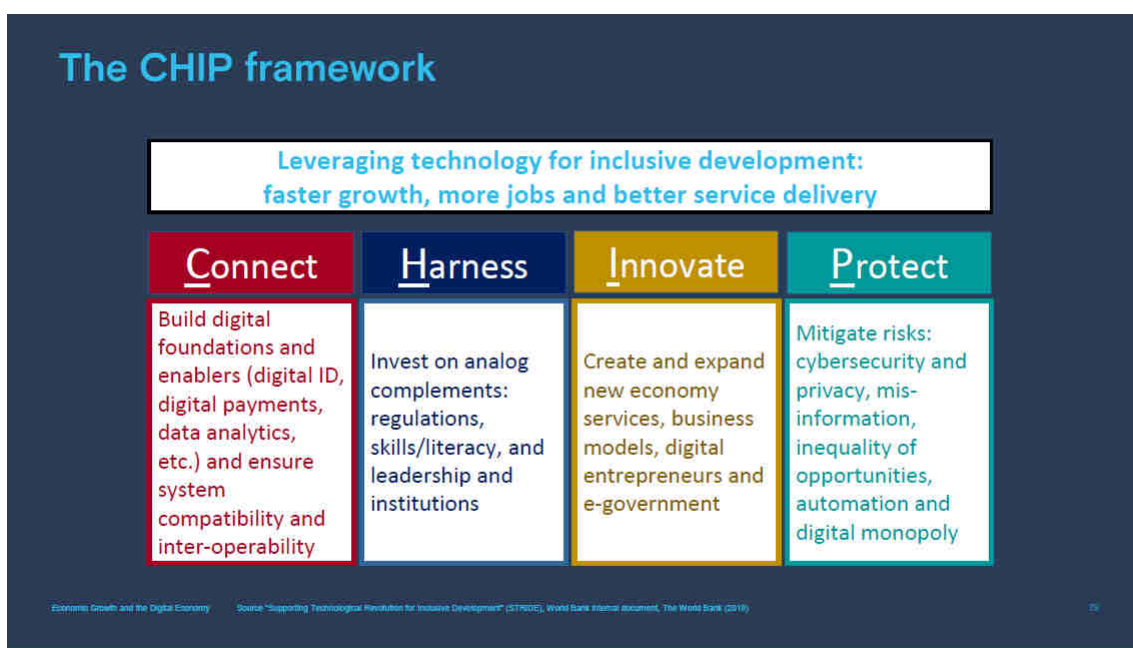 The CHIP framework
Leveraging technology for inclusive development:
faster growth, more jobs and better service delivery
Connect
Build digital
foundations and
enablers (digital ID,
digital payments,
data analytics,
etc.) and ensure
system
compatibility and
inter-operability
Harness
Invest on analog
complements:
regulations,
skills/literacy, and
leadership and
institutions
Innovate
Create and expand
new economy
services, business
models, digital
entrepreneurs and
e-government
Protect
Mitigate risks:
cybersecurity and
privacy, mis-
information,
inequality of
opportunities,
automation and
digital monopoly
Economic Growth and the Digital Economy
Source "Supporting Technological Revolution for Inclusive Development" (STRIDE), World Bank Internal document, The World Bank (2019)